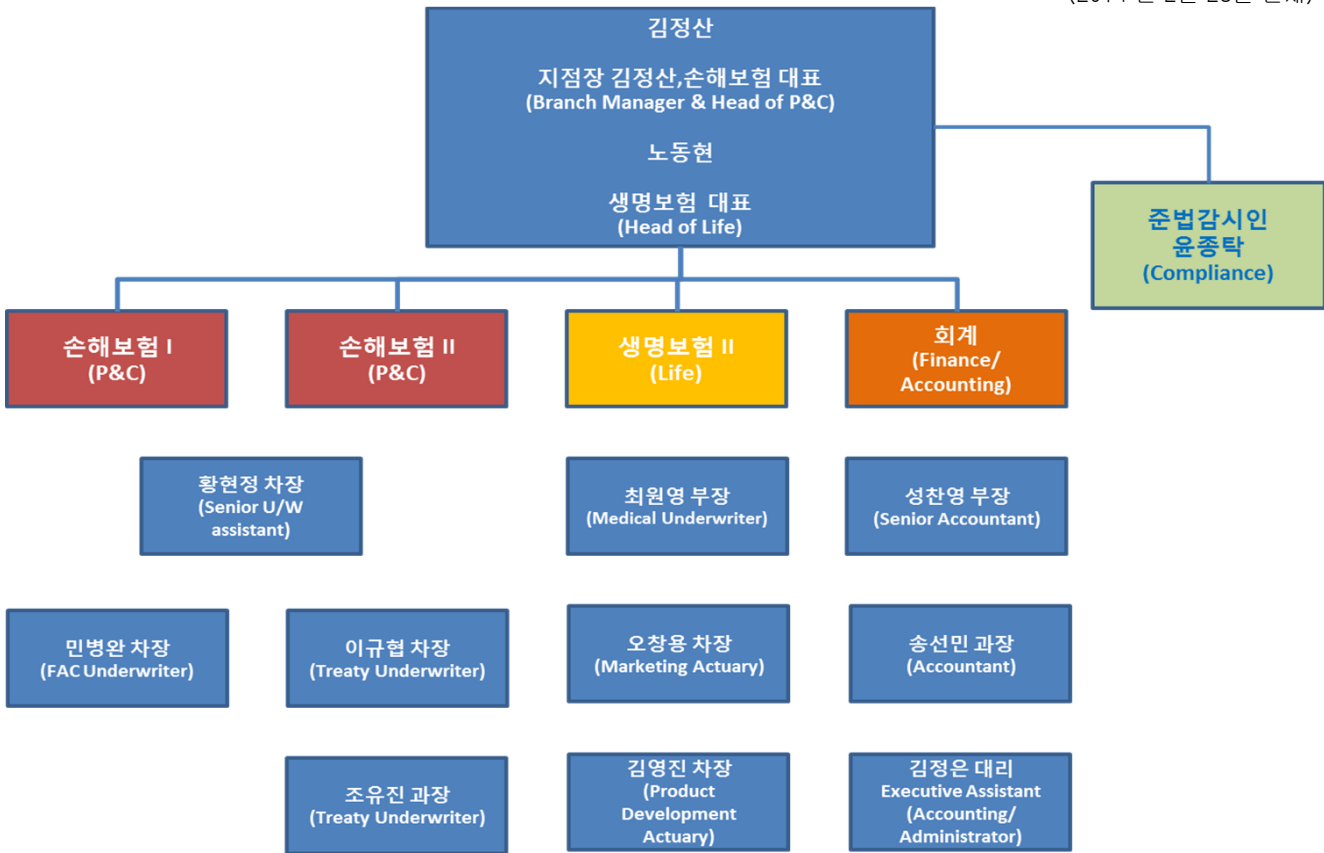 김정산
지점장 김정산,손해보험 대표
(Branch Manager & Head of P&C)
노동현
생명보험 대표
(Head of Life)
준법감시인
윤종탁
(Compliance)
손해보험 I
(P&C)
손해보험 II
(P&C)
생명보험 II
(Life)
회계
(Finance/
Accounting)
황현정 차장
(Senior U/W
assistant)
최원영 부장
(Medical Underwriter)
성찬영 부장
(Senior Accountant)
민병완 차장
(FAC Underwriter)
이규협 차장
(Treaty Underwriter)
오창용 차장
(Marketing Actuary)
송선민 과장
(Accountant)
조유진 과장
(Treaty Underwriter)
김영진 차장
(Product
Development
Actuary)
김정은 대리
Executive Assistant
(Accounting/
Administrator)